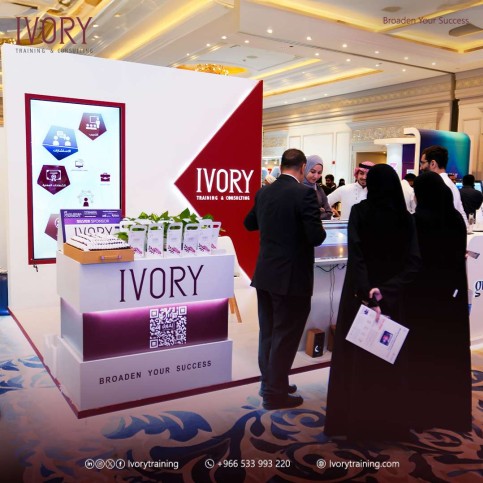 IVORY
TRAINING & CONSULTING
Broaden Your Success
الاستشارات
IVORY
TRAINING & CONSULTING
IVORY
IVORY
BROADEN YOUR SUCCESS
Ivorytraining
+966 533 993 220
Ivorytraining.com